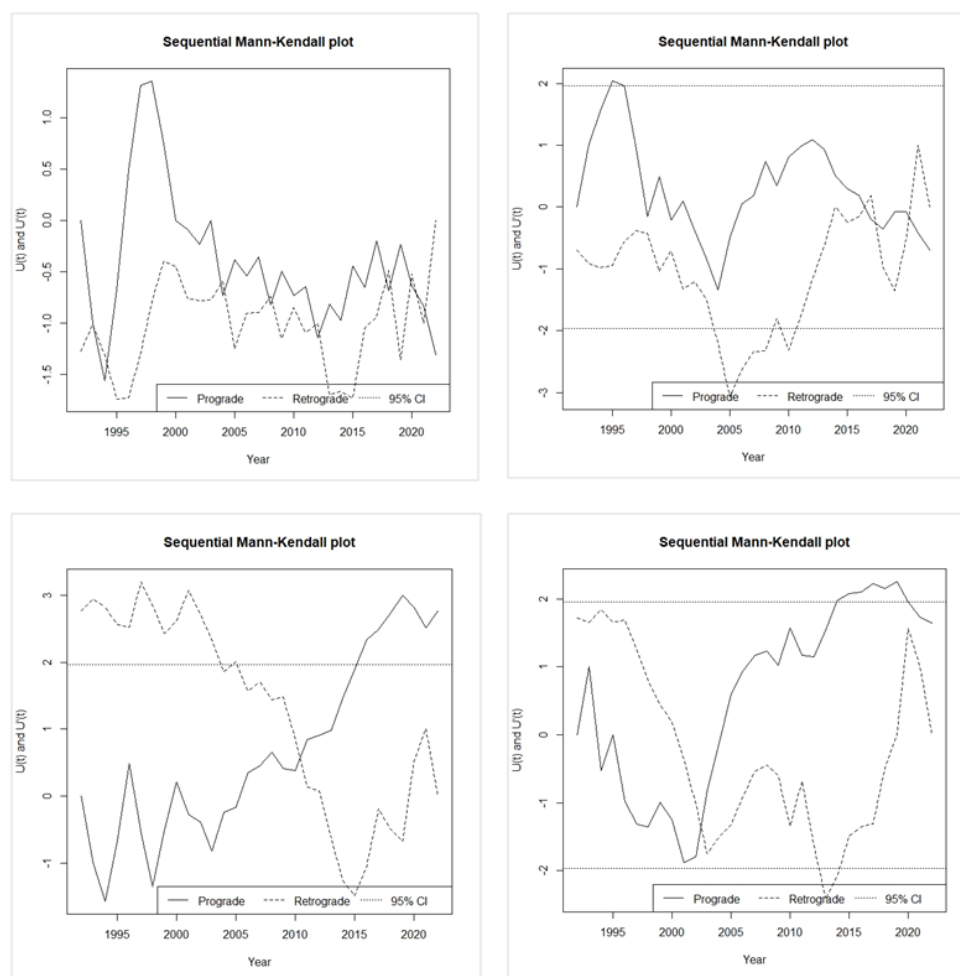 Sequential Mann-Kendall plot
U(t) and U'(t)
1.0
0.5
0.0
-0.5
-1.0
-1.5
Prograde Retrograde 95% CI
1995 2000 2005 2010 2015 2020
Year
Sequential Mann-Kendall plot
U(t) and U'(t)
2
1
0
-1
-2
-3
Prograde Retrograde 95% CI
1995 2000 2005 2010 2015 2020
Year
Sequential Mann-Kendall plot
U(t) and U'(t)
3
2
1
0
-1
Prograde Retrograde 95% CI
1995 2000 2005 2010 2015 2020
Year
Sequential Mann-Kendall plot
U(t) and U'(t)
2
1
0
-1
-2
Prograde Retrograde 95% CI
1995 2000 2005 2010 2015 2020
Year